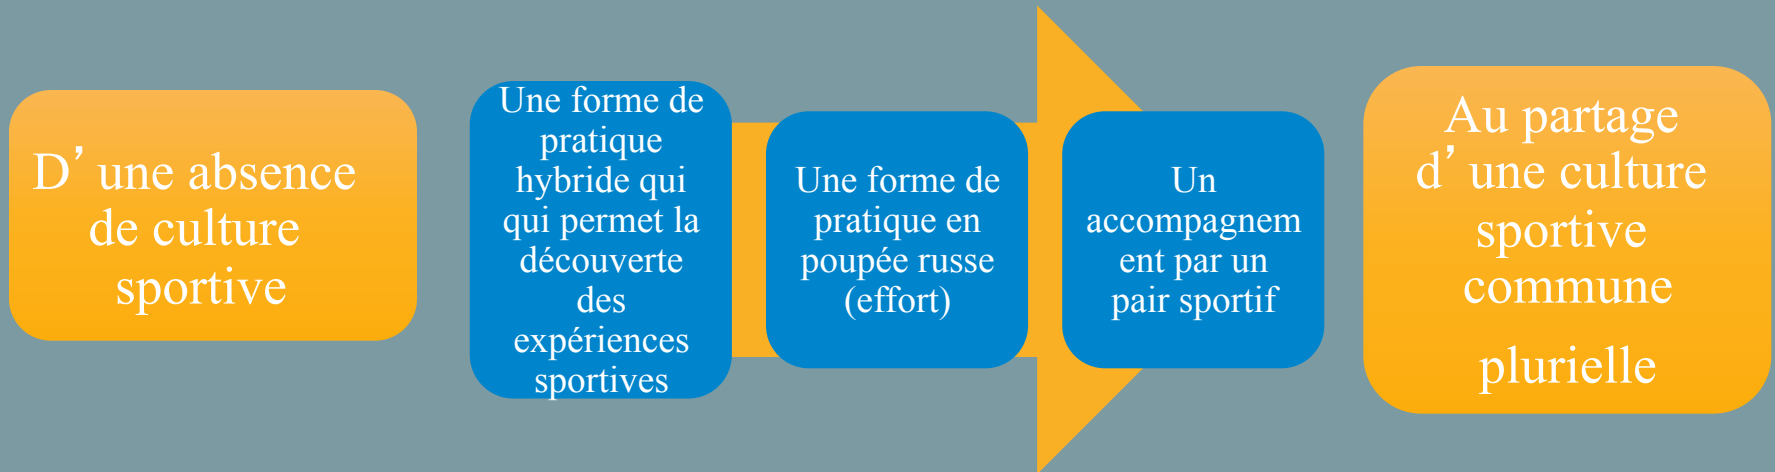 D’ une absence
de culture
sportive
Une forme de
pratique
hybride qui
qui permet la
découverte
des
expériences
sportives
Une forme de
pratique en
poupée russe
(effort)
Un
accompagnem
ent par un
pair sportif
Au partage
d’ une culture
sportive
commune
plurielle